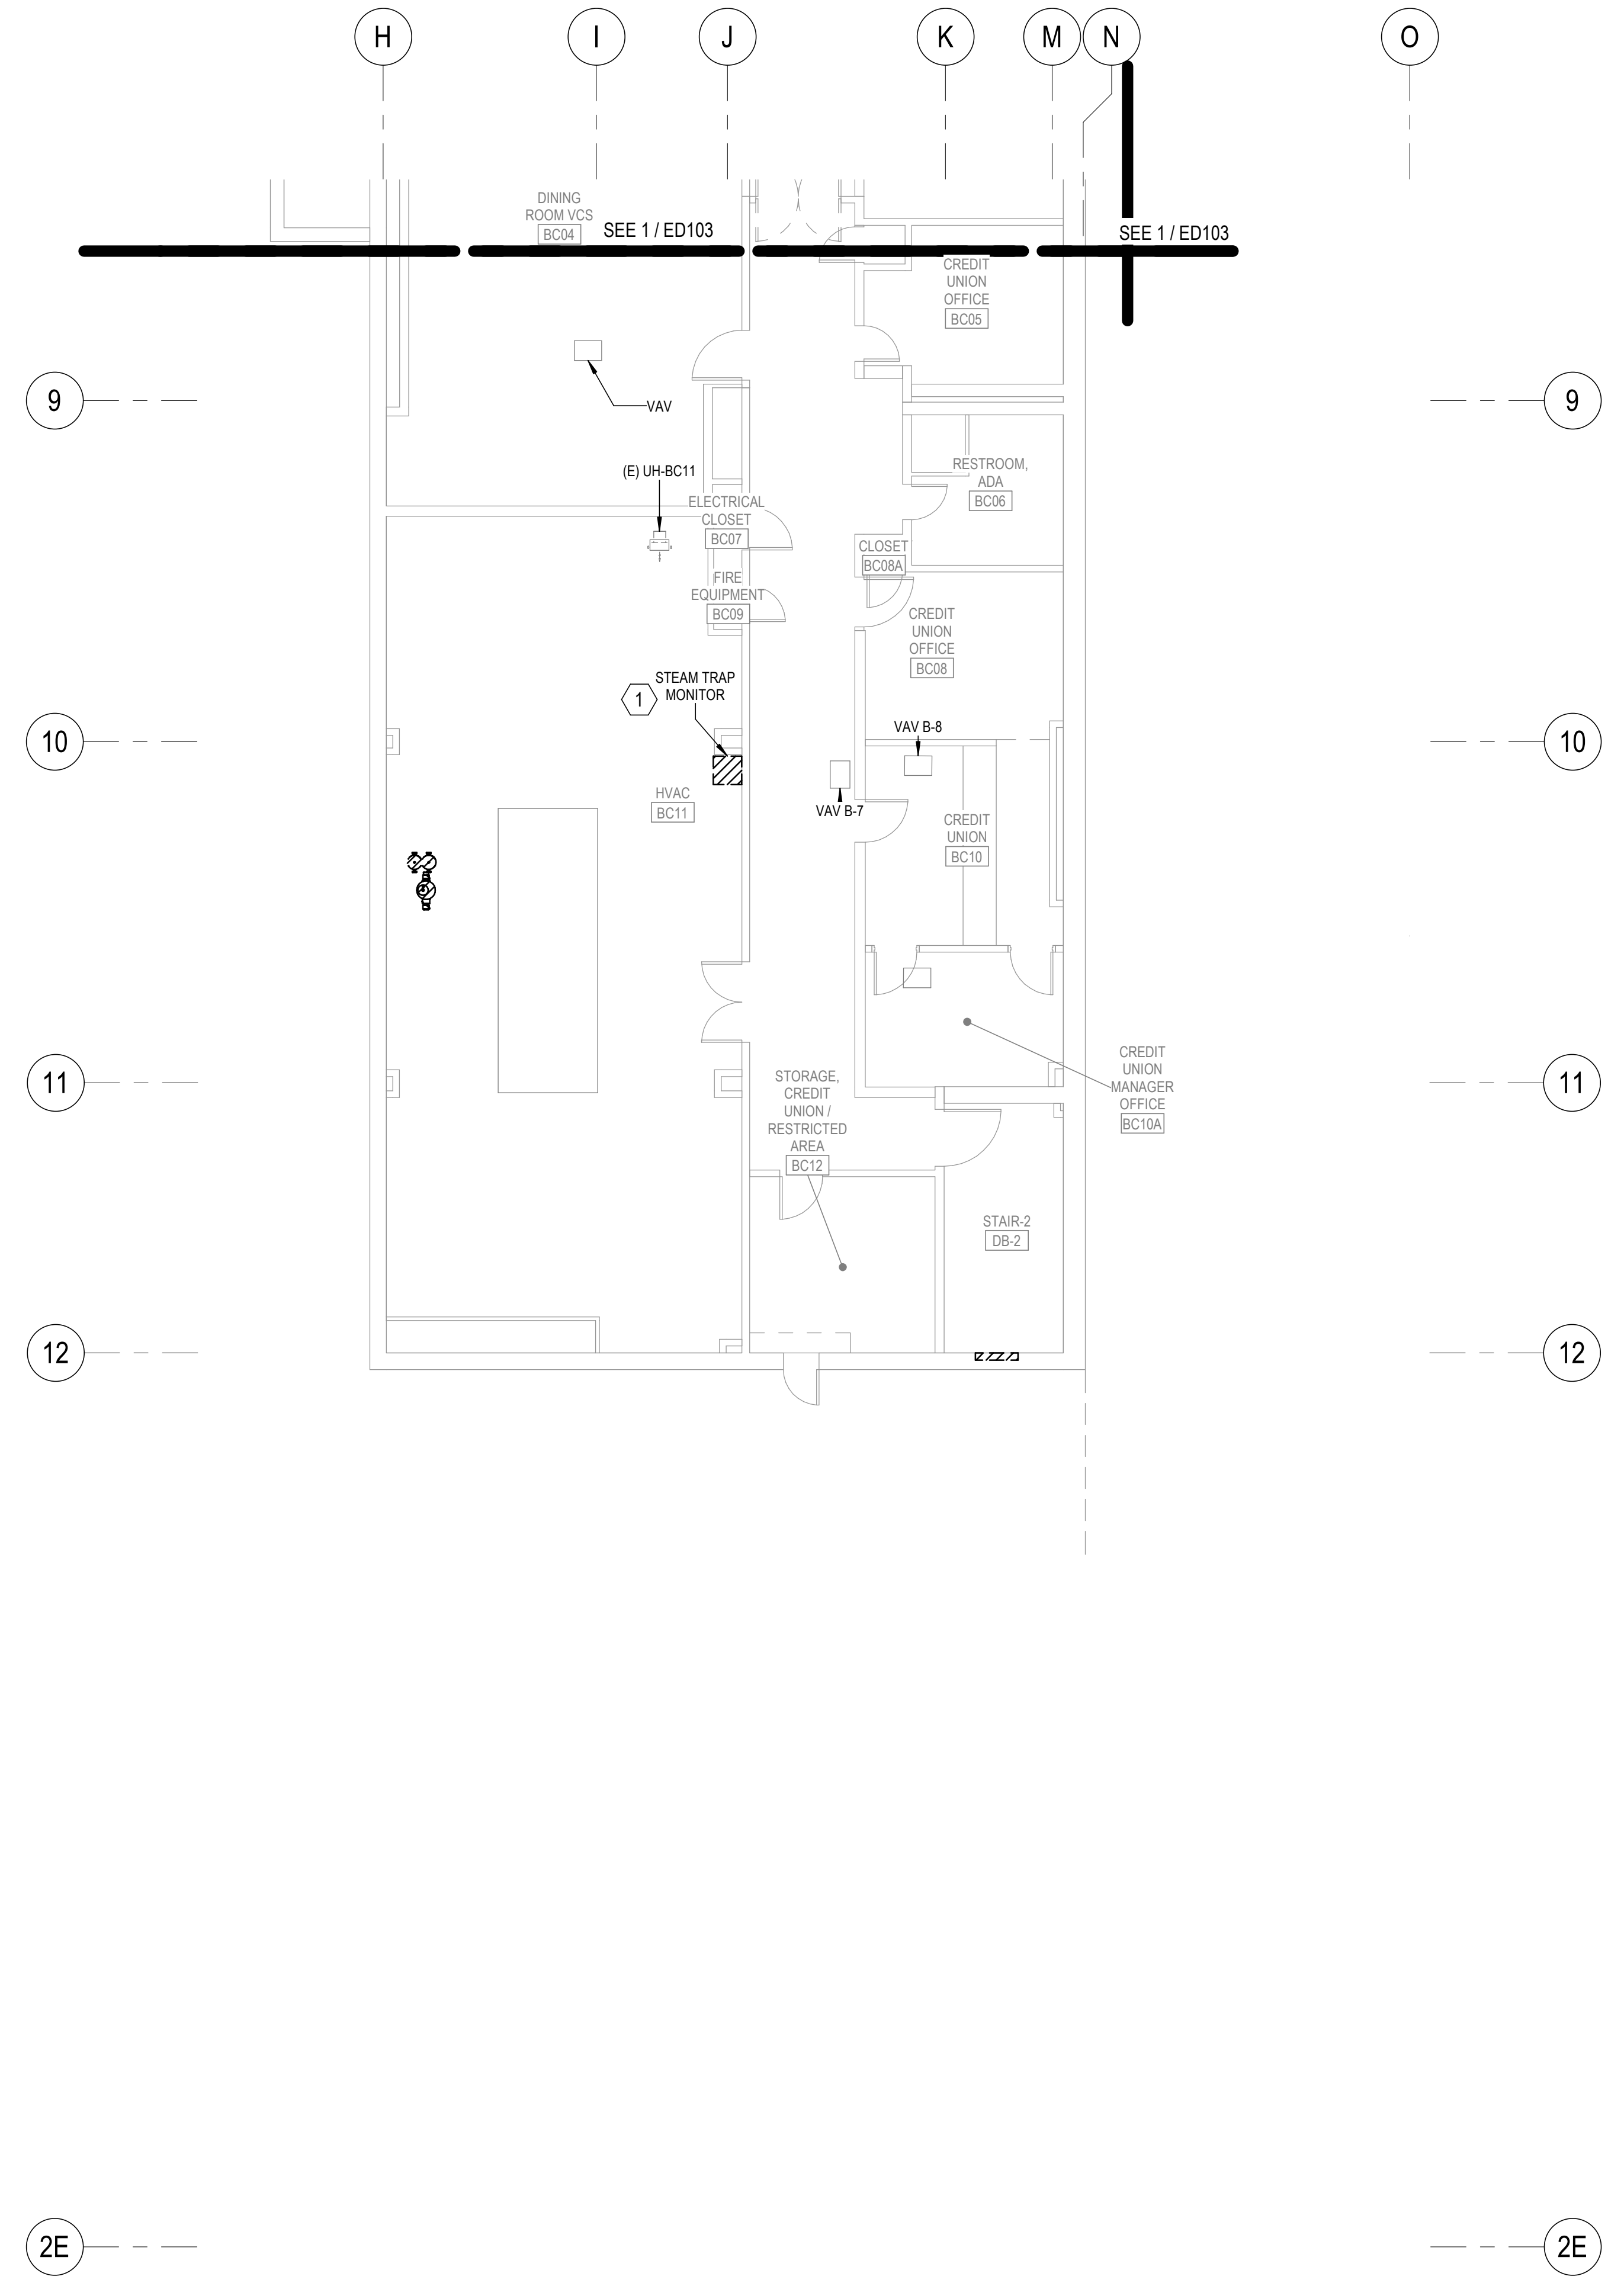 H
I
J
K
M
N
O
DINING
ROOM VCS
BC04
SEE 1 / ED103
SEE 1 / ED103
CREDIT
UNION
OFFICE
BC05
9
VAV
9
(E) UH-BC11
RESTROOM,
ADA
BC06
ELECTRICAL
CLOSET
BC07
CLOSET
BC08A
FIRE
EQUIPMENT
BC09
CREDIT
UNION
OFFICE
BC08
STEAM TRAP
MONITOR
1
10
VAV B-8
10
HVAC
BC11
VAV B-7
CREDIT
UNION
BC10
11
STORAGE,
CREDIT
UNION /
RESTRICTED
AREA
BC12
CREDIT
UNION
MANAGER
OFFICE
BC10A
11
STAIR-2
DB-2
12
12
2E
2E